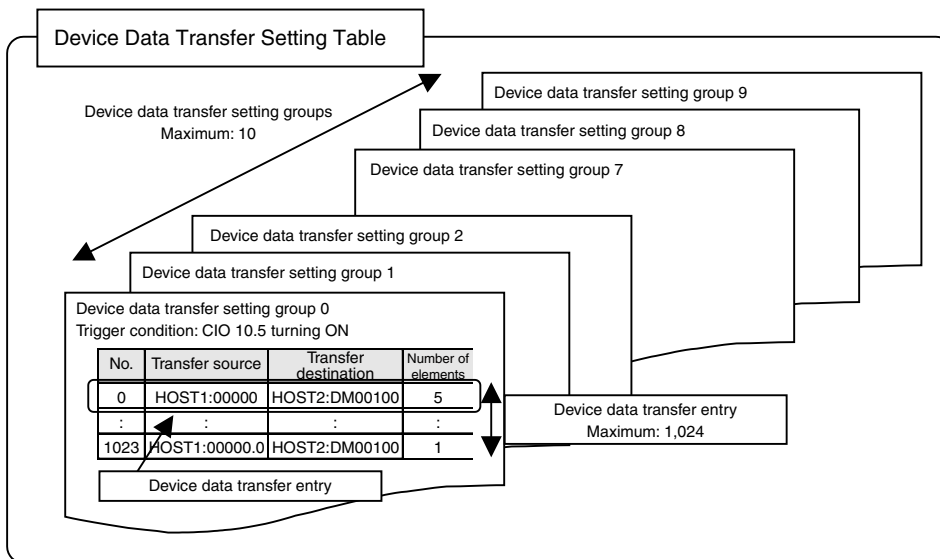 Device Data Transfer Setting Table
Device data transfer setting groups
Maximum: 10
Device data transfer setting group 9
Device data transfer setting group 8
Device data transfer setting group 7
Device data transfer setting group 2
Device data transfer setting group 1
Device data transfer setting group 0
Trigger condition: CIO 10.5 turning ON
No. Transfer source Transfer destination Number of elements
0 HOST1:00000 HOST2:DM00100 5
: : : :
1023 HOST1:00000.0 HOST2:DM00100 1
Device data transfer entry
Maximum: 1,024
Device data transfer entry